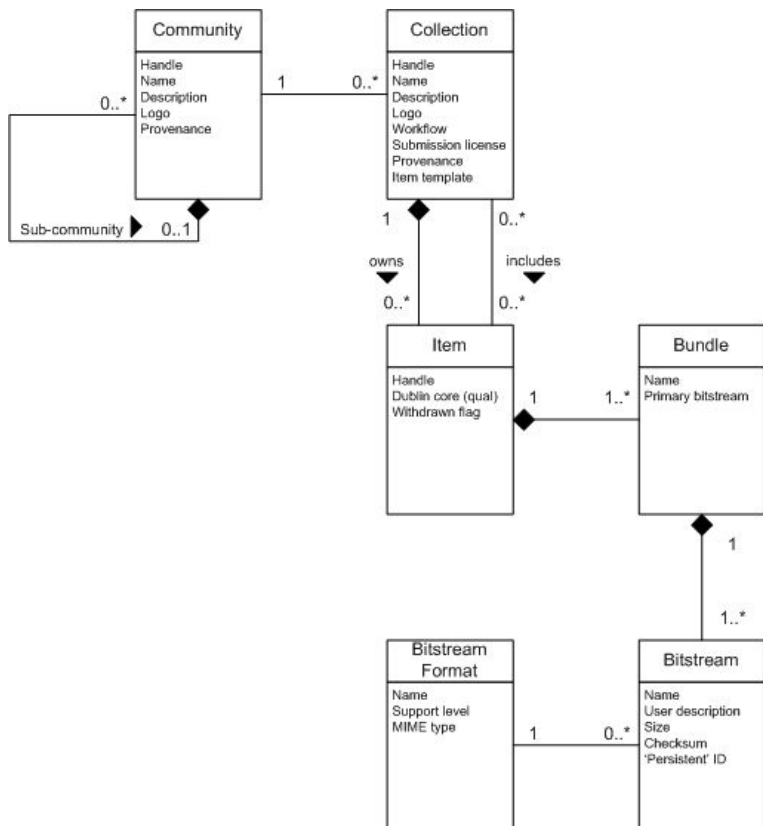 Community
Handle
Name
Description
Logo
Provenance
Collection
Handle
Name
Description
Logo
Workflow
Submission license
Provenance
Item template
1
0..*
0..*
Sub-community
0..1
1
0..*
owns
includes
0..*
0..*
Item
Handle
Dublin core (qual)
Withdrawn flag
1
1..*
Bundle
Name
Primary bitstream
1
1..*
Bitstream
Format
Name
Support level
MIME type
1
0..*
Bitstream
Name
User description
Size
Checksum
'Persistent' ID